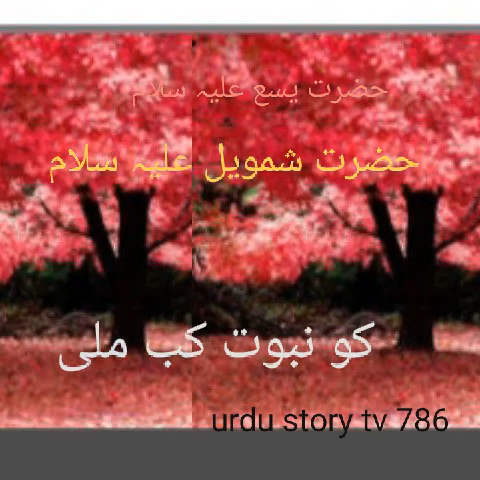 حضرت یسع علیہ سلام
حضرت شمویل علیہ سلام
کو نبوت کب ملی
urdu story tv 786